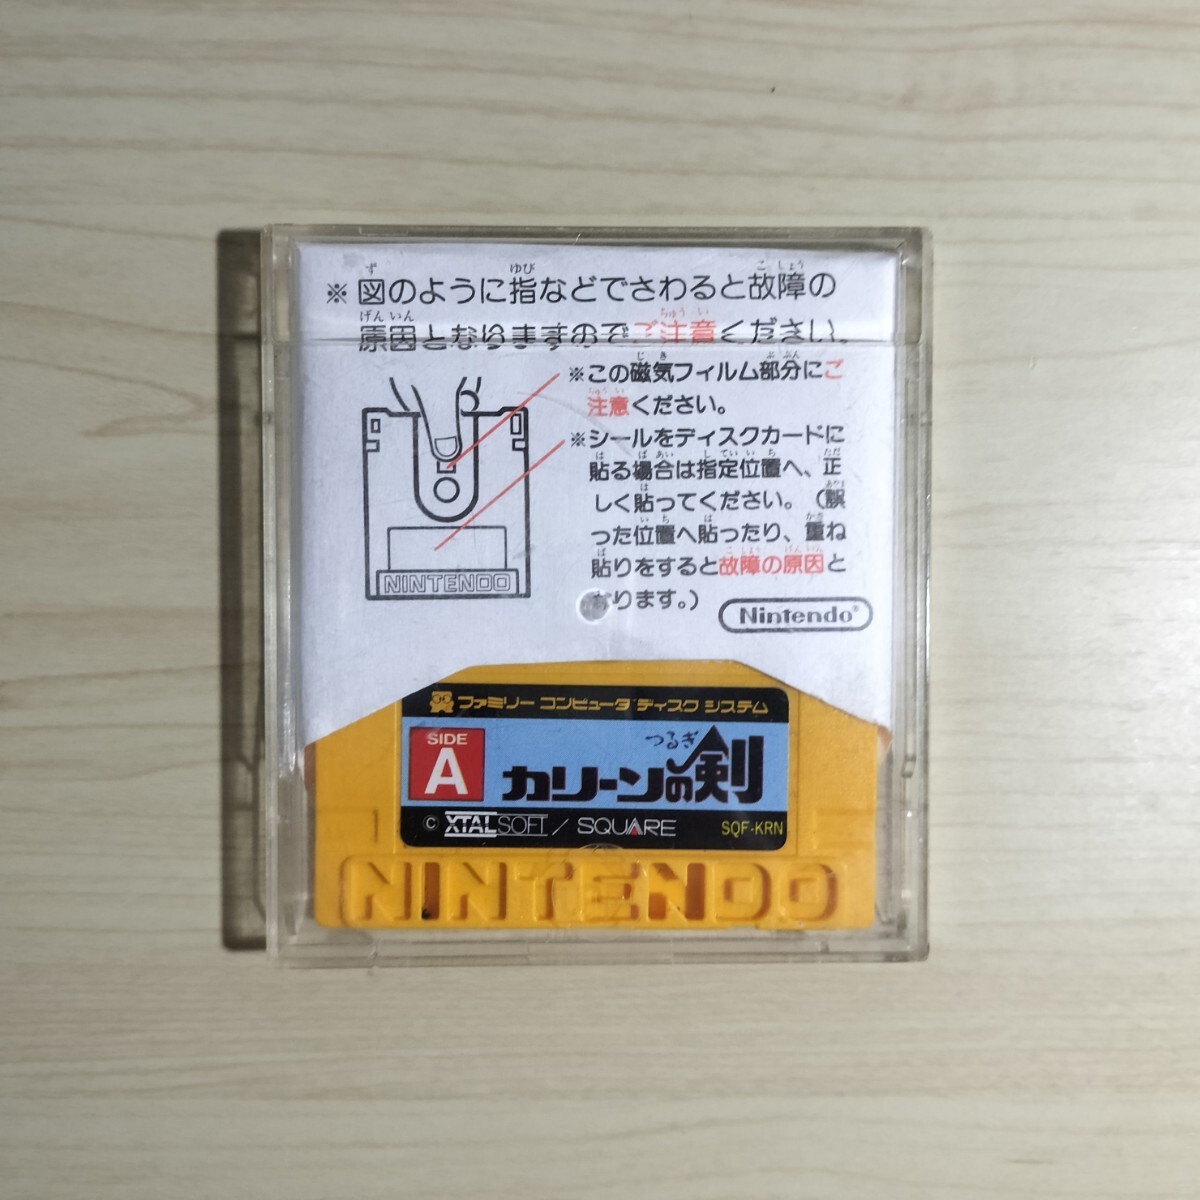 ※図のように指などでさわると故障の
原因となりますのでご注意ください。
※この磁気フィルム部分にご
注意ください。
※シールをディスクカードに
貼る場合は指定位置へ、正
しく貼ってください。（誤
った位置へ貼ったり、重ね
貼りをすると故障の原因と
なります。）
NINTENDO
Nintendo®
ファミリー コンピュータ ディスク システム
SIDE
A
つるぎ
カリーンの剣
© XTALSOFT / SQUARE SQF-KRN
NINTENDO